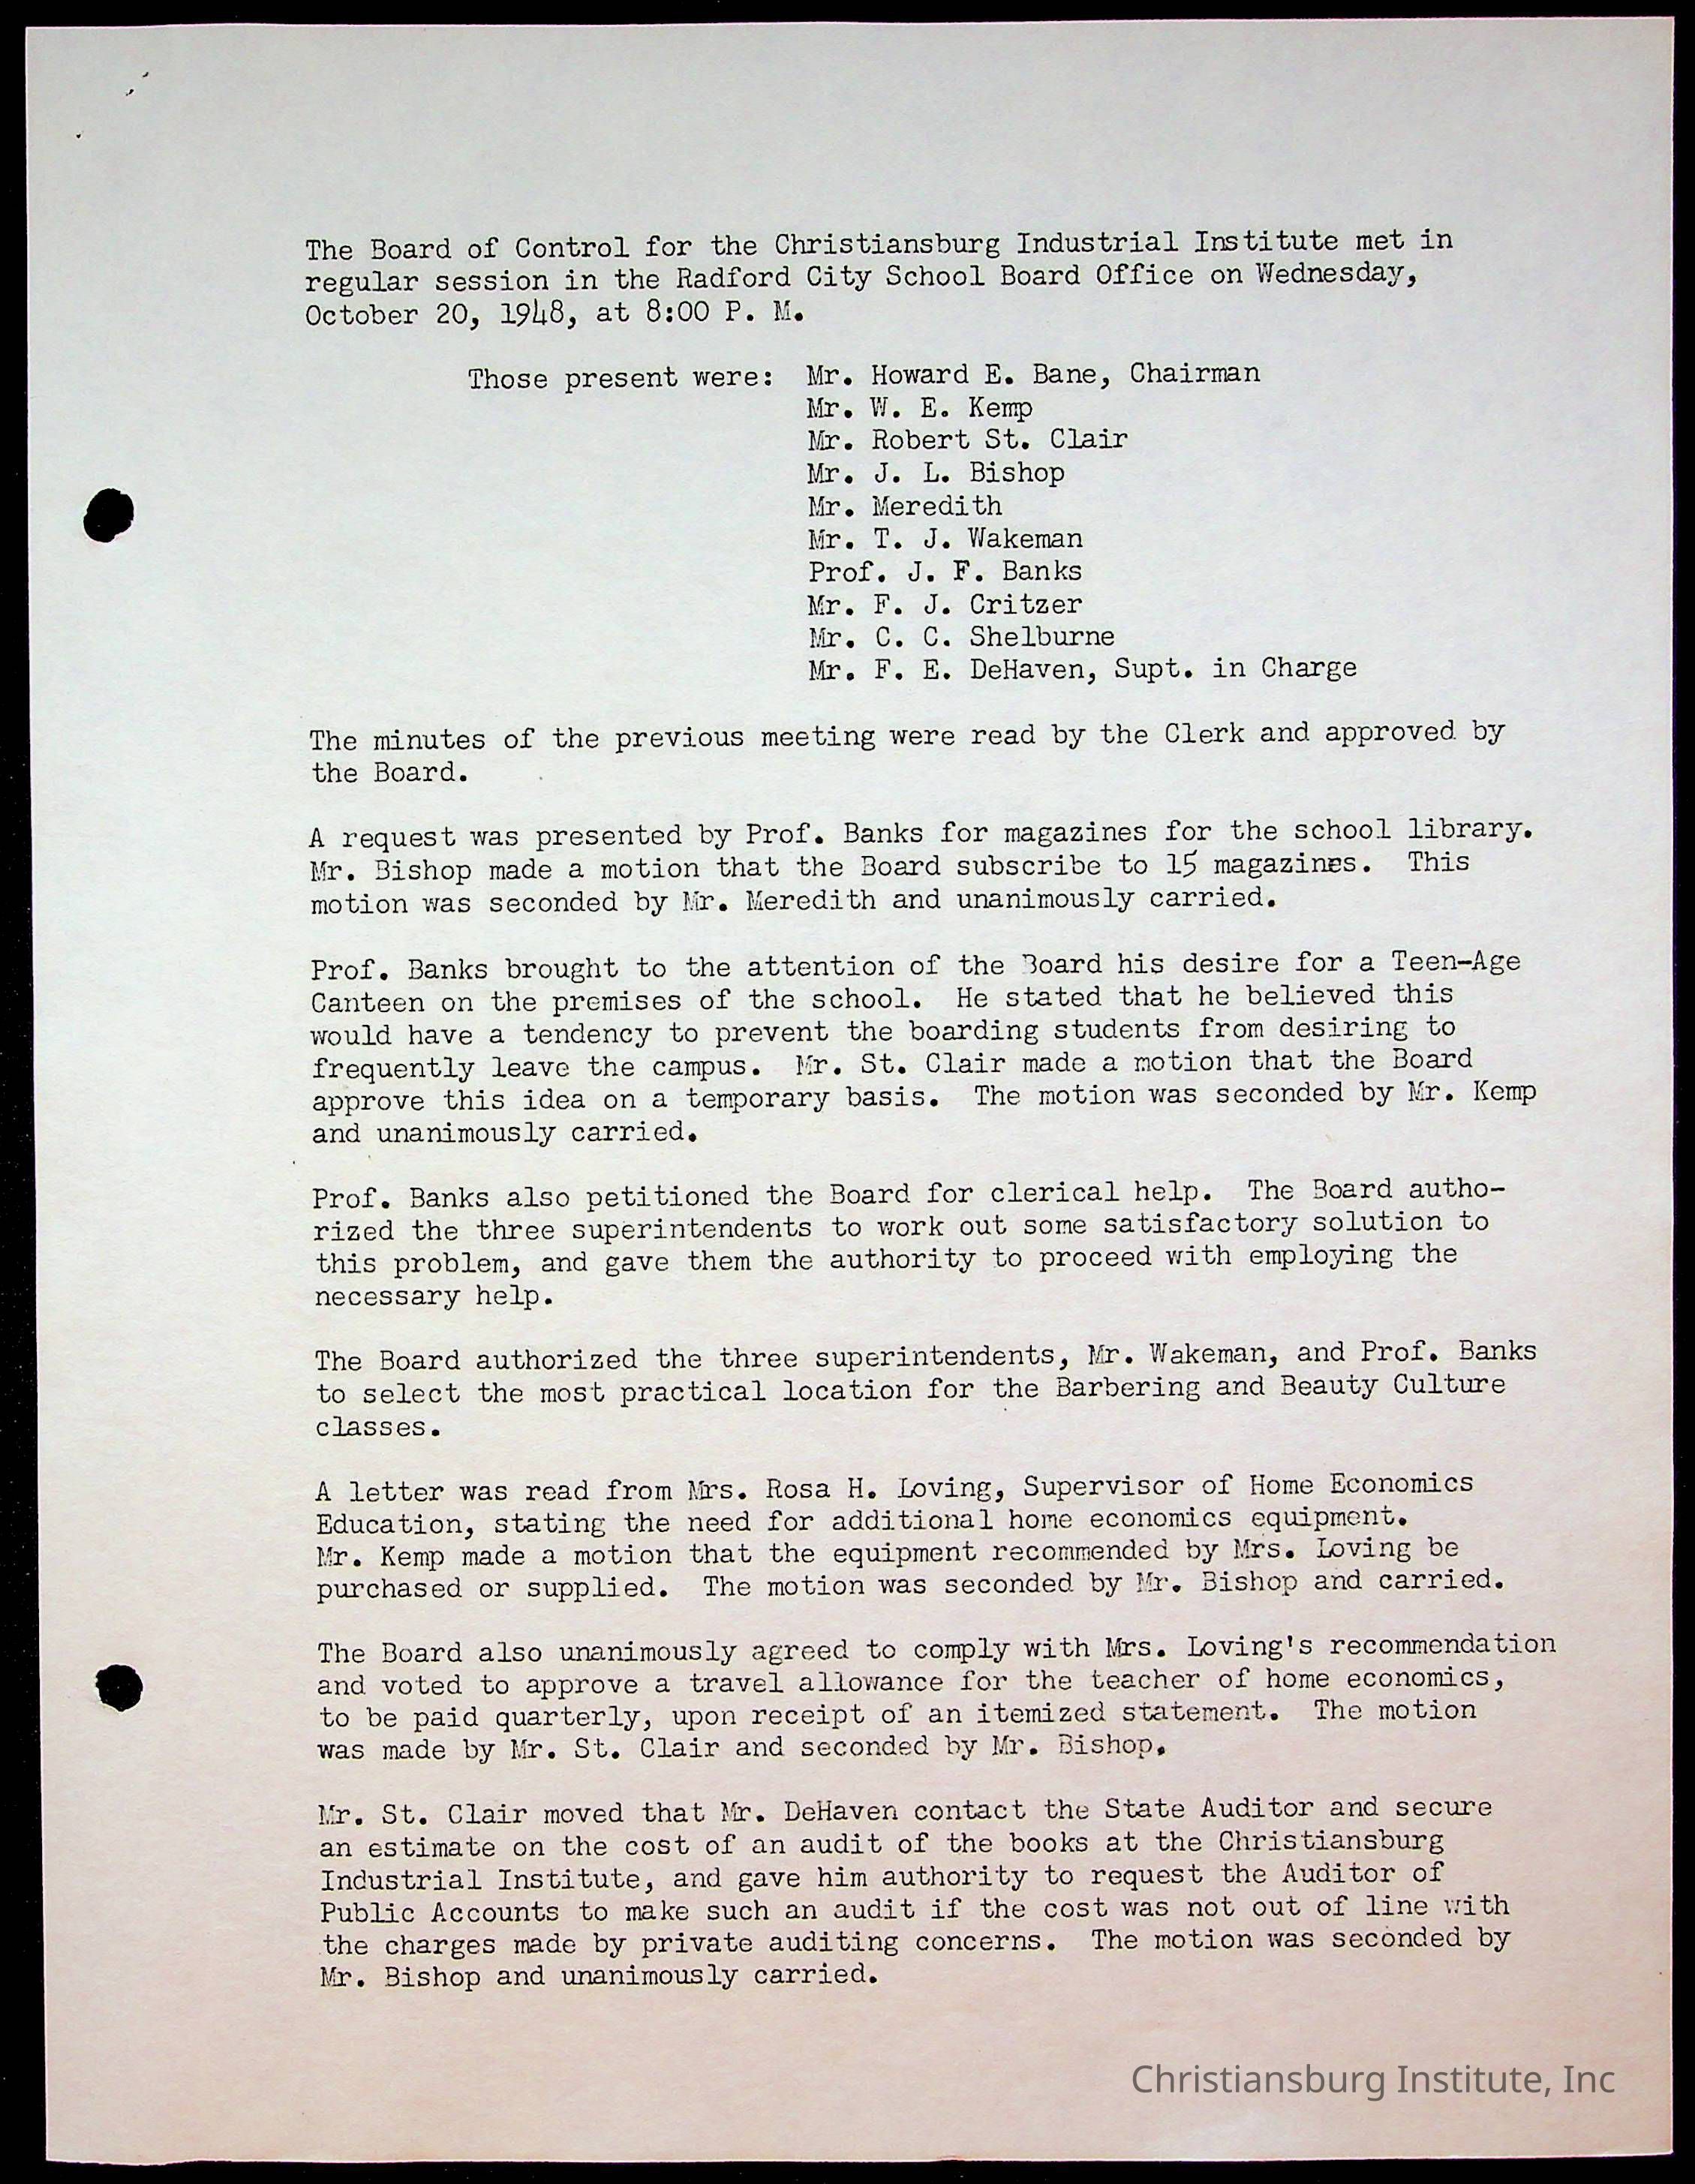 The Board of Control for the Christiansburg Industrial Institute met in
regular session in the Radford City School Board Office on Wednesday,
October 20, 1948, at 8:00 P. M.
Those present were: Mr. Howard E. Bane, Chairman
Mr. W. E. Kemp
Mr. Robert St. Clair
Mr. J. L. Bishop
Mr. Meredith
Mr. T. J. Wakeman
Prof. J. F. Banks
Mr. F. J. Critzer
Mr. C. C. Shelburne
Mr. F. E. DeHaven, Supt. in Charge
The minutes of the previous meeting were read by the Clerk and approved by
the Board.
A request was presented by Prof. Banks for magazines for the school library.
Mr. Bishop made a motion that the Board subscribe to 15 magazines. This
motion was seconded by Mr. Meredith and unanimously carried.
Prof. Banks brought to the attention of the Board his desire for a Teen-Age
Canteen on the premises of the school. He stated that he believed this
would have a tendency to prevent the boarding students from desiring to
frequently leave the campus. Mr. St. Clair made a motion that the Board
approve this idea on a temporary basis. The motion was seconded by Mr. Kemp
and unanimously carried.
Prof. Banks also petitioned the Board for clerical help. The Board autho-
rized the three superintendents to work out some satisfactory solution to
this problem, and gave them the authority to proceed with employing the
necessary help.
The Board authorized the three superintendents, Mr. Wakeman, and Prof. Banks
to select the most practical location for the Barbering and Beauty Culture
classes.
A letter was read from Mrs. Rosa H. Loving, Supervisor of Home Economics
Education, stating the need for additional home economics equipment.
Mr. Kemp made a motion that the equipment recommended by Mrs. Loving be
purchased or supplied. The motion was seconded by Mr. Bishop and carried.
The Board also unanimously agreed to comply with Mrs. Loving's recommendation
and voted to approve a travel allowance for the teacher of home economics,
to be paid quarterly, upon receipt of an itemized statement. The motion
was made by Mr. St. Clair and seconded by Mr. Bishop.
Mr. St. Clair moved that Mr. DeHaven contact the State Auditor and secure
an estimate on the cost of an audit of the books at the Christiansburg
Industrial Institute, and gave him authority to request the Auditor of
Public Accounts to make such an audit if the cost was not out of line with
the charges made by private auditing concerns. The motion was seconded by
Mr. Bishop and unanimously carried.
Christiansburg Institute, Inc